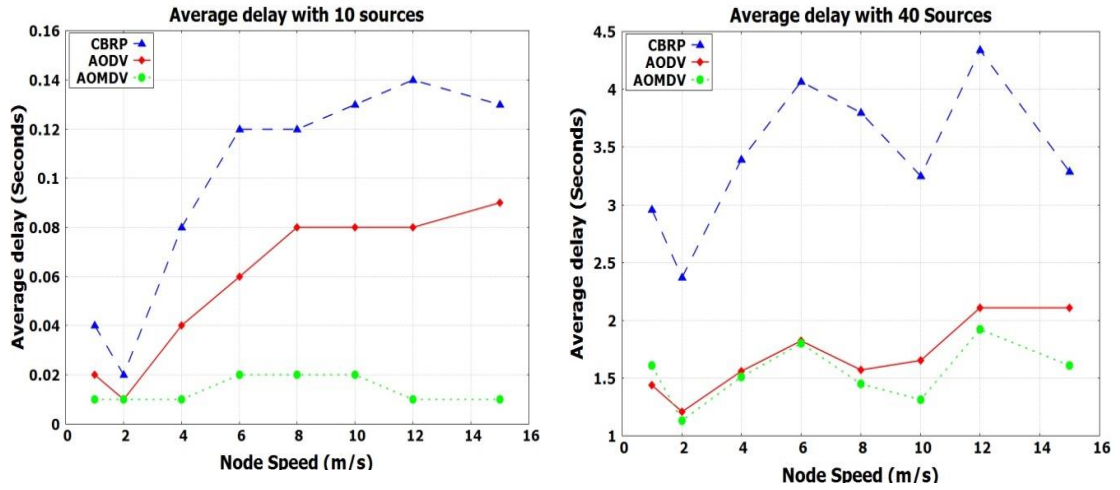 Average delay with 10 sources
CBRP
AODV
AOMDV
Average delay (Seconds)
0.16
0.14
0.12
0.1
0.08
0.06
0.04
0.02
0
0 2 4 6 8 10 12 14 16
Node Speed (m/s)
Average delay with 40 Sources
CBRP
AODV
AOMDV
Average delay (Seconds)
4.5
4
3.5
3
2.5
2
1.5
1
0 2 4 6 8 10 12 14 16
Node Speed (m/s)